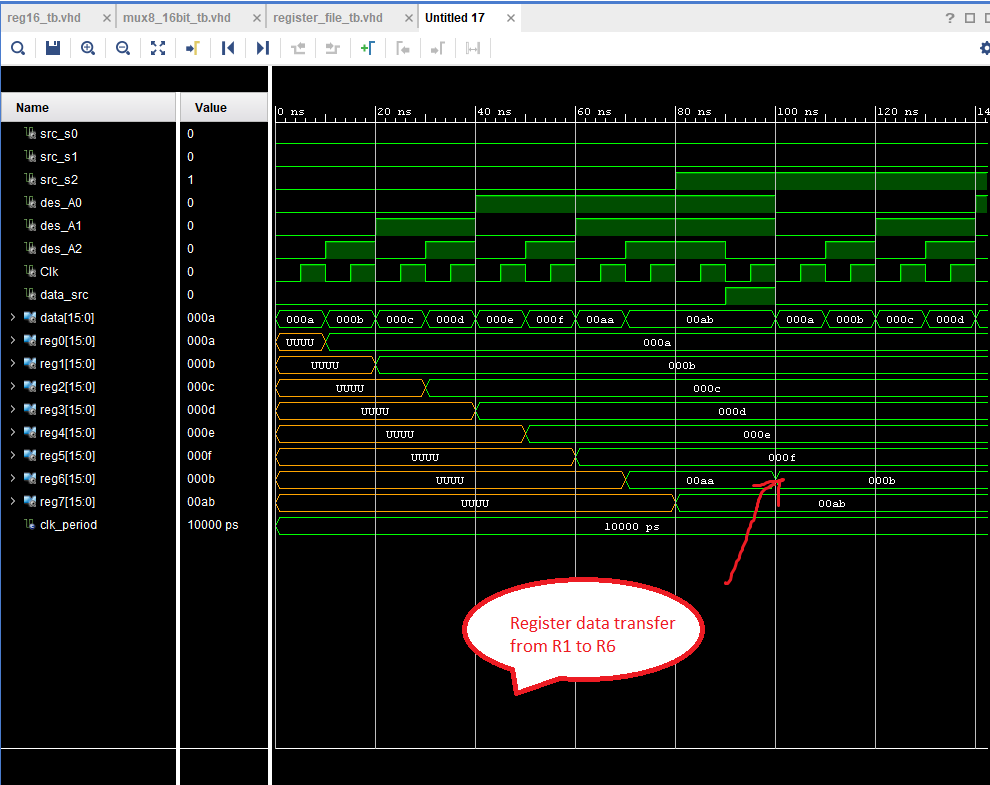 reg16_tb.vhd × mux8_16bit_tb.vhd × register_file_tb.vhd × Untitled 17 × ?
Name Value
0 ns 20 ns 40 ns 60 ns 80 ns 100 ns 120 ns 14
src_s0 0
src_s1 0
src_s2 1
des_A0 0
des_A1 0
des_A2 0
Clk 0
data_src 0
data[15:0] 000a 000a 000b 000c 000d 000e 000f 00aa 00ab 000a 000b 000c 000d
reg0[15:0] 000a UUUU 000a
reg1[15:0] 000b UUUU 000b
reg2[15:0] 000c UUUU 000c
reg3[15:0] 000d UUUU 000d
reg4[15:0] 000e UUUU 000e
reg5[15:0] 000f UUUU 000f
reg6[15:0] 000b UUUU 00aa 000b
reg7[15:0] 00ab UUUU 00ab
clk_period 10000 ps 10000 ps
Register data transfer
from R1 to R6